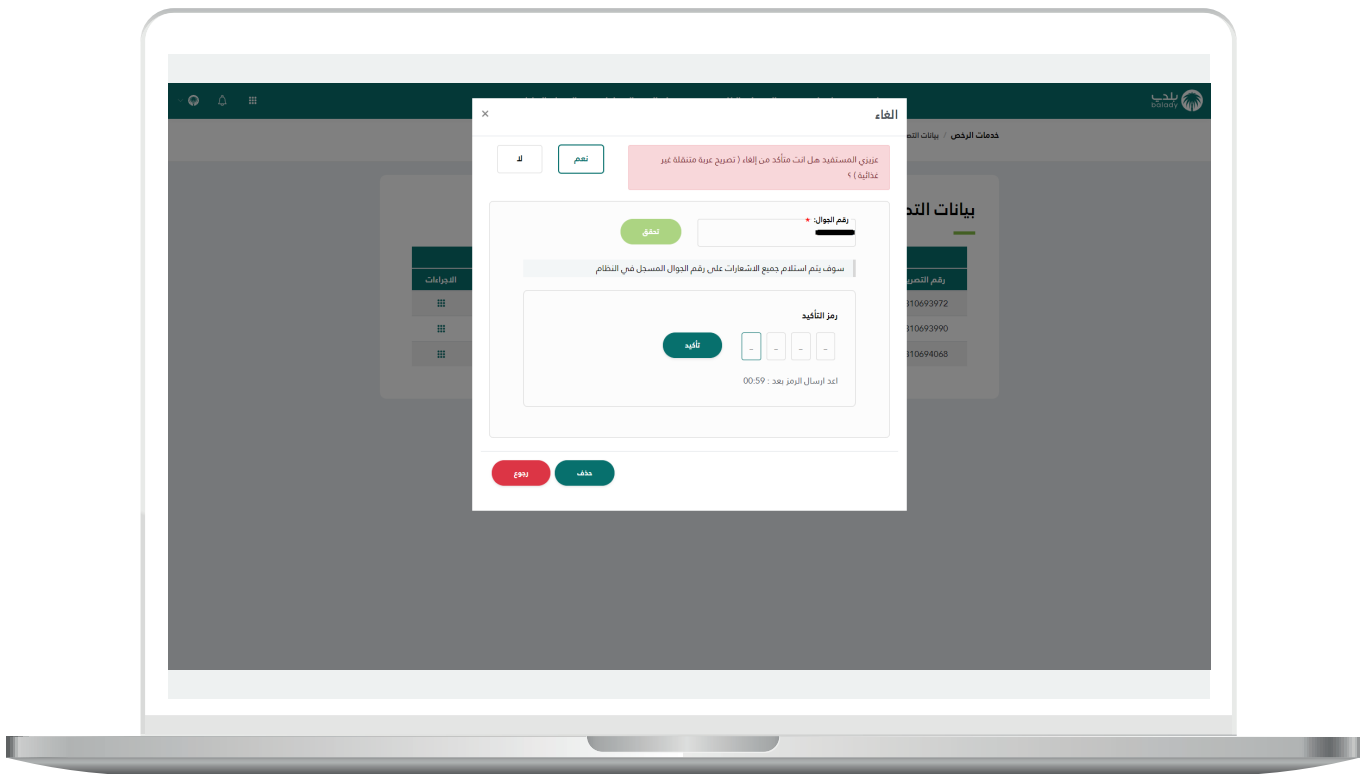 بلدي
balady
خدمات الرخص / بيانات التص
بيانات التص
رقم التصري
الاجراءات
310693972
310693990
310694068
الغاء
×
عزيزي المستفيد هل انت متأكد من إلغاء ( تصريح عربة متنقلة غير
غذائية ) ؟
نعم
لا
رقم الجوال: *
تحقق
سوف يتم استلام جميع الاشعارات على رقم الجوال المسجل في النظام
رمز التأكيد
_ _ _ _
تأكيد
اعد ارسال الرمز بعد : 00:59
حذف
رجوع